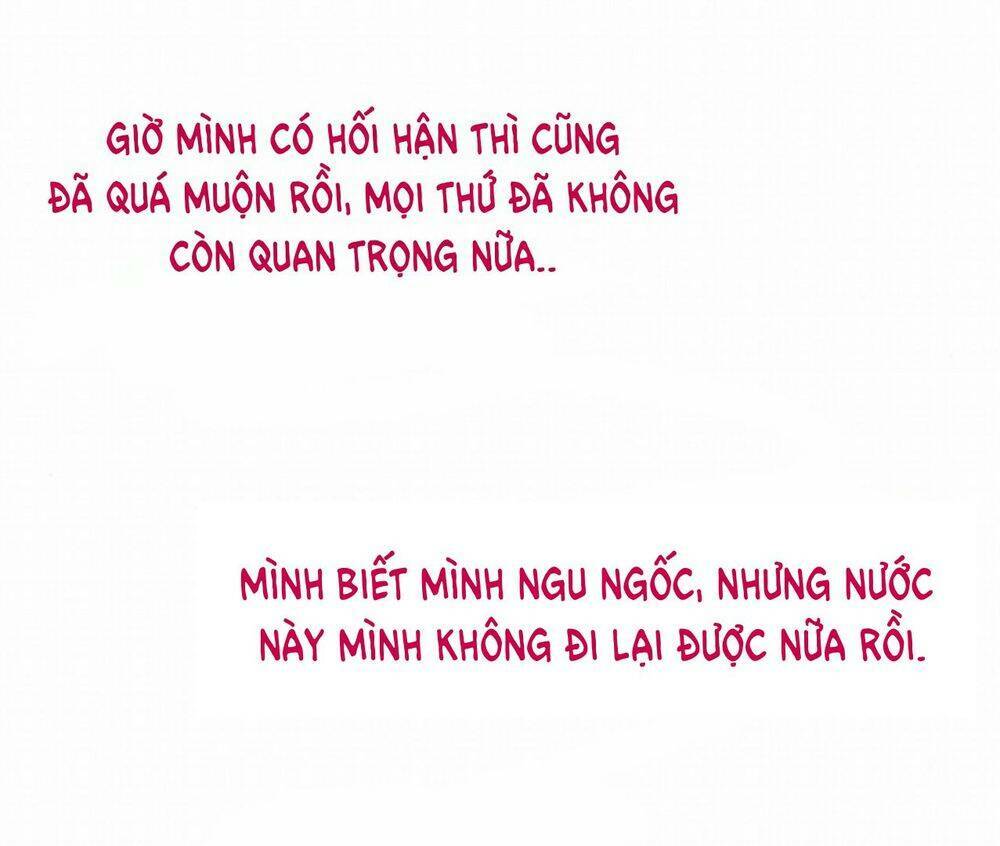 GIỜ MÌNH CÓ HỐI HẬN THÌ CŨNG
ĐÃ QUÁ MUỘN RỒI, MỌI THỨ ĐÃ KHÔNG
CÒN QUAN TRỌNG NỮA..
MÌNH BIẾT MÌNH NGU NGỐC, NHƯNG NƯỚC
NÀY MÌNH KHÔNG ĐI LẠI ĐƯỢC NỮA RỒI.